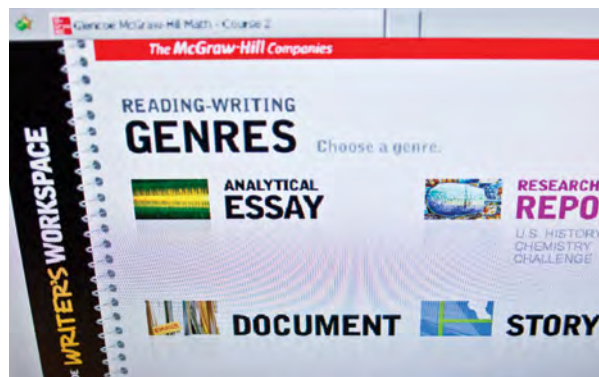 Glencoe McGraw-Hill Math - Course 2
The McGraw-Hill Companies
READING-WRITING
GENRES Choose a genre.
ANALYTICAL
ESSAY
RESEARCH
REPO
U.S. HISTORY
CHEMISTRY
CHALLENGE
DOCUMENT
STORY
WRITER'S WORKSPACE